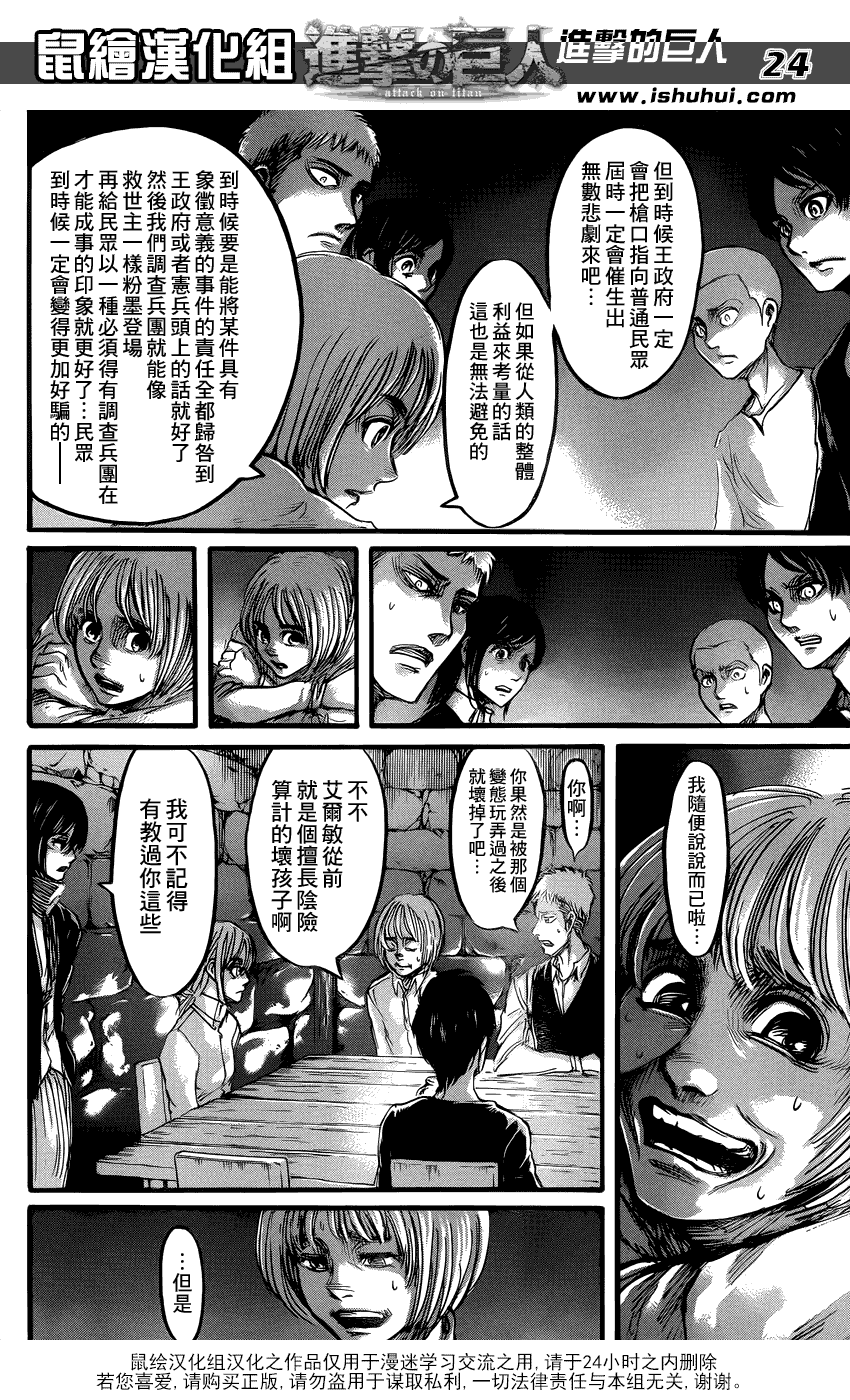 鼠繪漢化組
進撃の巨人
attack on titan
進擊的巨人
24
www.ishuhui.com
但到時候王政府一定
會把槍口指向普通民眾
屆時一定會催生出
無數悲劇來吧…
但如果從人類的整體
利益來考量的話
這也是無法避免的
到時候要是能將某件具有
象徵意義的事件的責任全都歸咎到
王政府或者憲兵頭上的話就好了
然後我們調查兵團就能像
救世主一樣粉墨登場
再給民眾以一種必須得有調查兵團在
才能成事的印象就更好了…民眾
到時候一定會變得更加好騙的——
我隨便說說而已啦…
你啊…
你果然是被那個
變態玩弄過之後
就壞掉了吧…
不不
艾爾敏從前
就是個擅長陰險
算計的壞孩子啊
我可不記得
有教過你這些
…但是
鼠绘汉化组汉化之作品仅用于漫迷学习交流之用,请于24小时之内删除
若您喜爱,请购买正版,请勿盗用于谋取私利,一切法律责任与本组无关,谢谢。